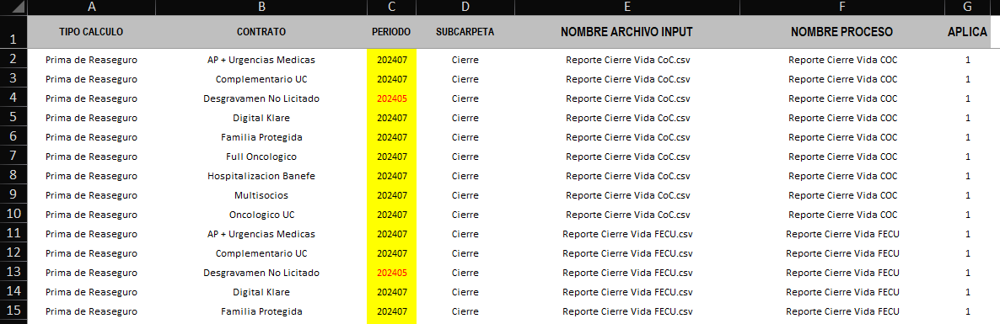 A B C D E F G
1 TIPO CALCULO CONTRATO PERIODO SUBCARPETA NOMBRE ARCHIVO INPUT NOMBRE PROCESO APLICA
2 Prima de Reaseguro AP + Urgencias Medicas 202407 Cierre Reporte Cierre Vida CoC.csv Reporte Cierre Vida COC 1
3 Prima de Reaseguro Complementario UC 202407 Cierre Reporte Cierre Vida CoC.csv Reporte Cierre Vida COC 1
4 Prima de Reaseguro Desgravamen No Licitado 202405 Cierre Reporte Cierre Vida CoC.csv Reporte Cierre Vida COC 1
5 Prima de Reaseguro Digital Klare 202407 Cierre Reporte Cierre Vida CoC.csv Reporte Cierre Vida COC 1
6 Prima de Reaseguro Familia Protegida 202407 Cierre Reporte Cierre Vida CoC.csv Reporte Cierre Vida COC 1
7 Prima de Reaseguro Full Oncologico 202407 Cierre Reporte Cierre Vida CoC.csv Reporte Cierre Vida COC 1
8 Prima de Reaseguro Hospitalizacion Banefe 202407 Cierre Reporte Cierre Vida CoC.csv Reporte Cierre Vida COC 1
9 Prima de Reaseguro Multisocios 202407 Cierre Reporte Cierre Vida CoC.csv Reporte Cierre Vida COC 1
10 Prima de Reaseguro Oncologico UC 202407 Cierre Reporte Cierre Vida CoC.csv Reporte Cierre Vida COC 1
11 Prima de Reaseguro AP + Urgencias Medicas 202407 Cierre Reporte Cierre Vida FECU.csv Reporte Cierre Vida FECU 1
12 Prima de Reaseguro Complementario UC 202407 Cierre Reporte Cierre Vida FECU.csv Reporte Cierre Vida FECU 1
13 Prima de Reaseguro Desgravamen No Licitado 202405 Cierre Reporte Cierre Vida FECU.csv Reporte Cierre Vida FECU 1
14 Prima de Reaseguro Digital Klare 202407 Cierre Reporte Cierre Vida FECU.csv Reporte Cierre Vida FECU 1
15 Prima de Reaseguro Familia Protegida 202407 Cierre Reporte Cierre Vida FECU.csv Reporte Cierre Vida FECU 1